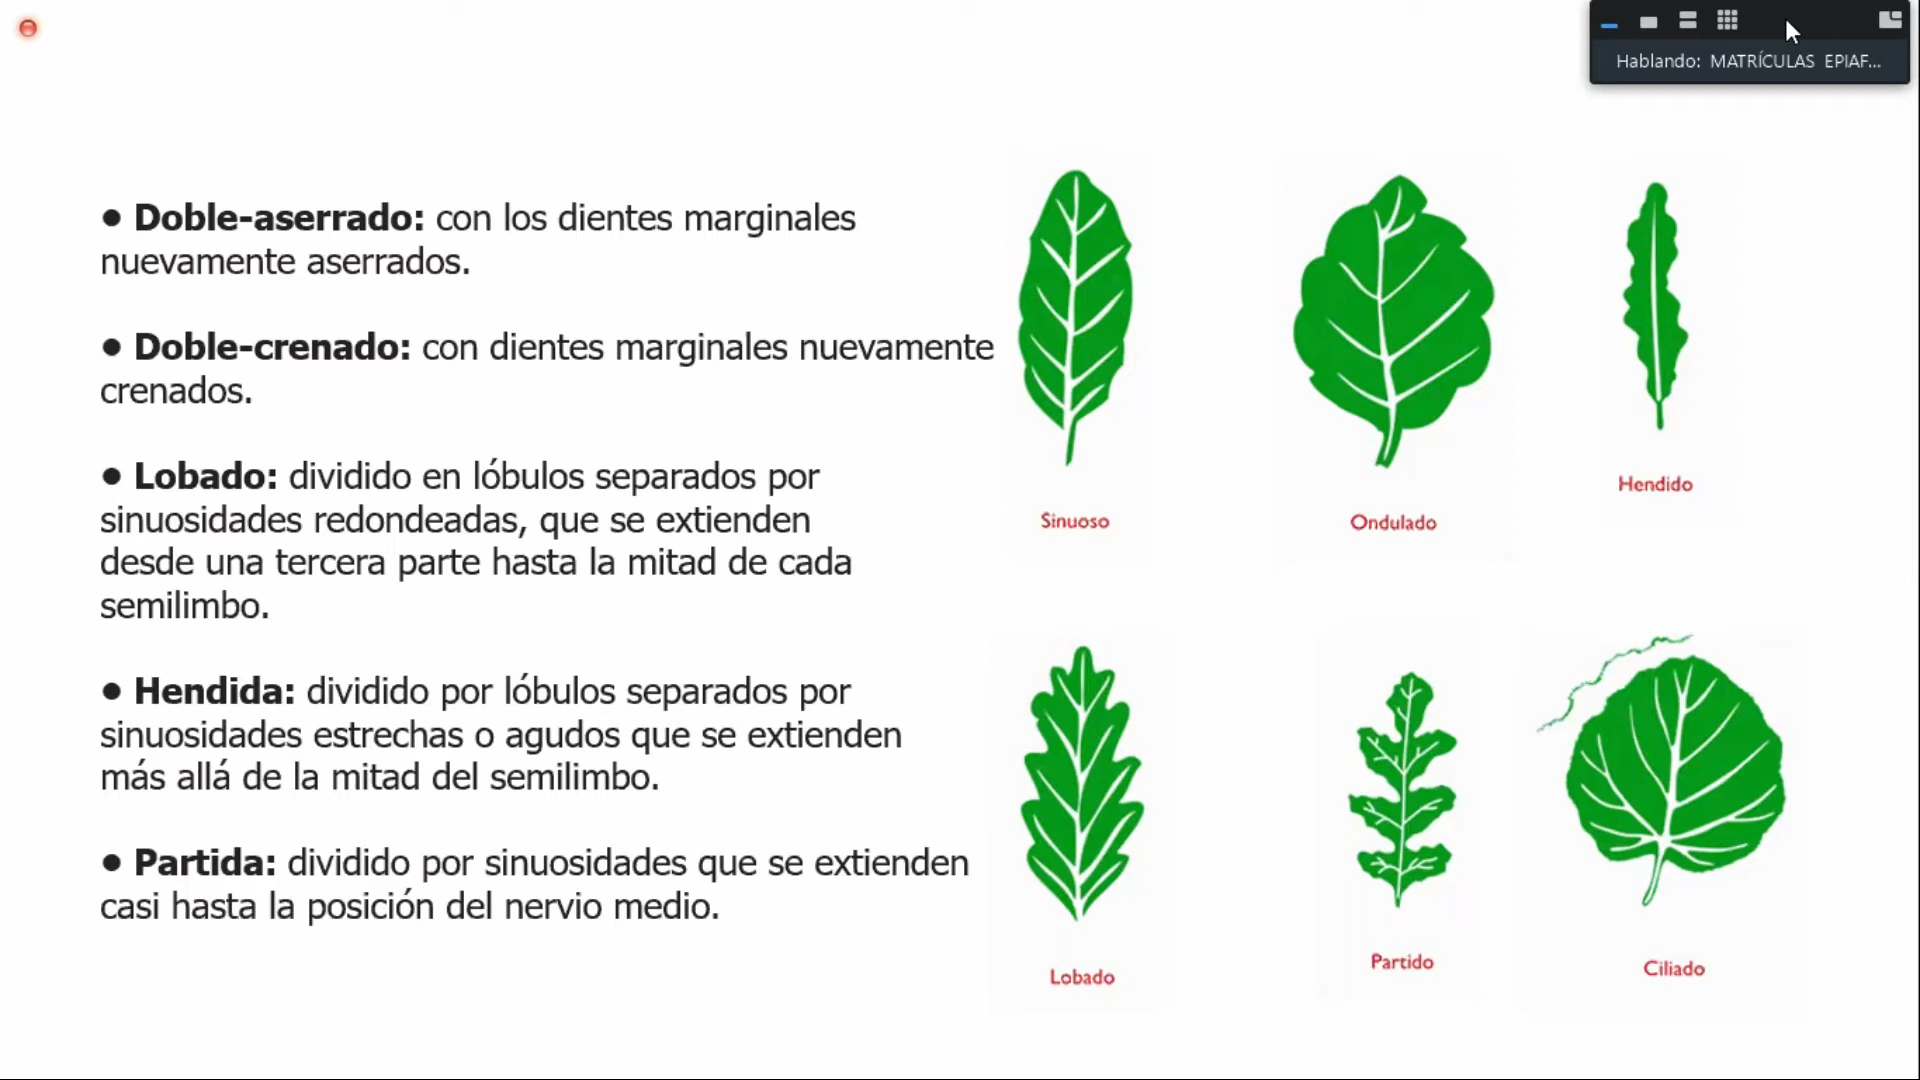 Hablando: MATRÍCULAS EPIAF...
● Doble-aserrado: con los dientes marginales
nuevamente aserrados.
● Doble-crenado: con dientes marginales nuevamente
crenados.
● Lobado: dividido en lóbulos separados por
sinuosidades redondeadas, que se extienden
desde una tercera parte hasta la mitad de cada
semilimbo.
● Hendida: dividido por lóbulos separados por
sinuosidades estrechas o agudos que se extienden
más allá de la mitad del semilimbo.
● Partida: dividido por sinuosidades que se extienden
casi hasta la posición del nervio medio.
Sinuoso
Ondulado
Hendido
Lobado
Partido
Ciliado